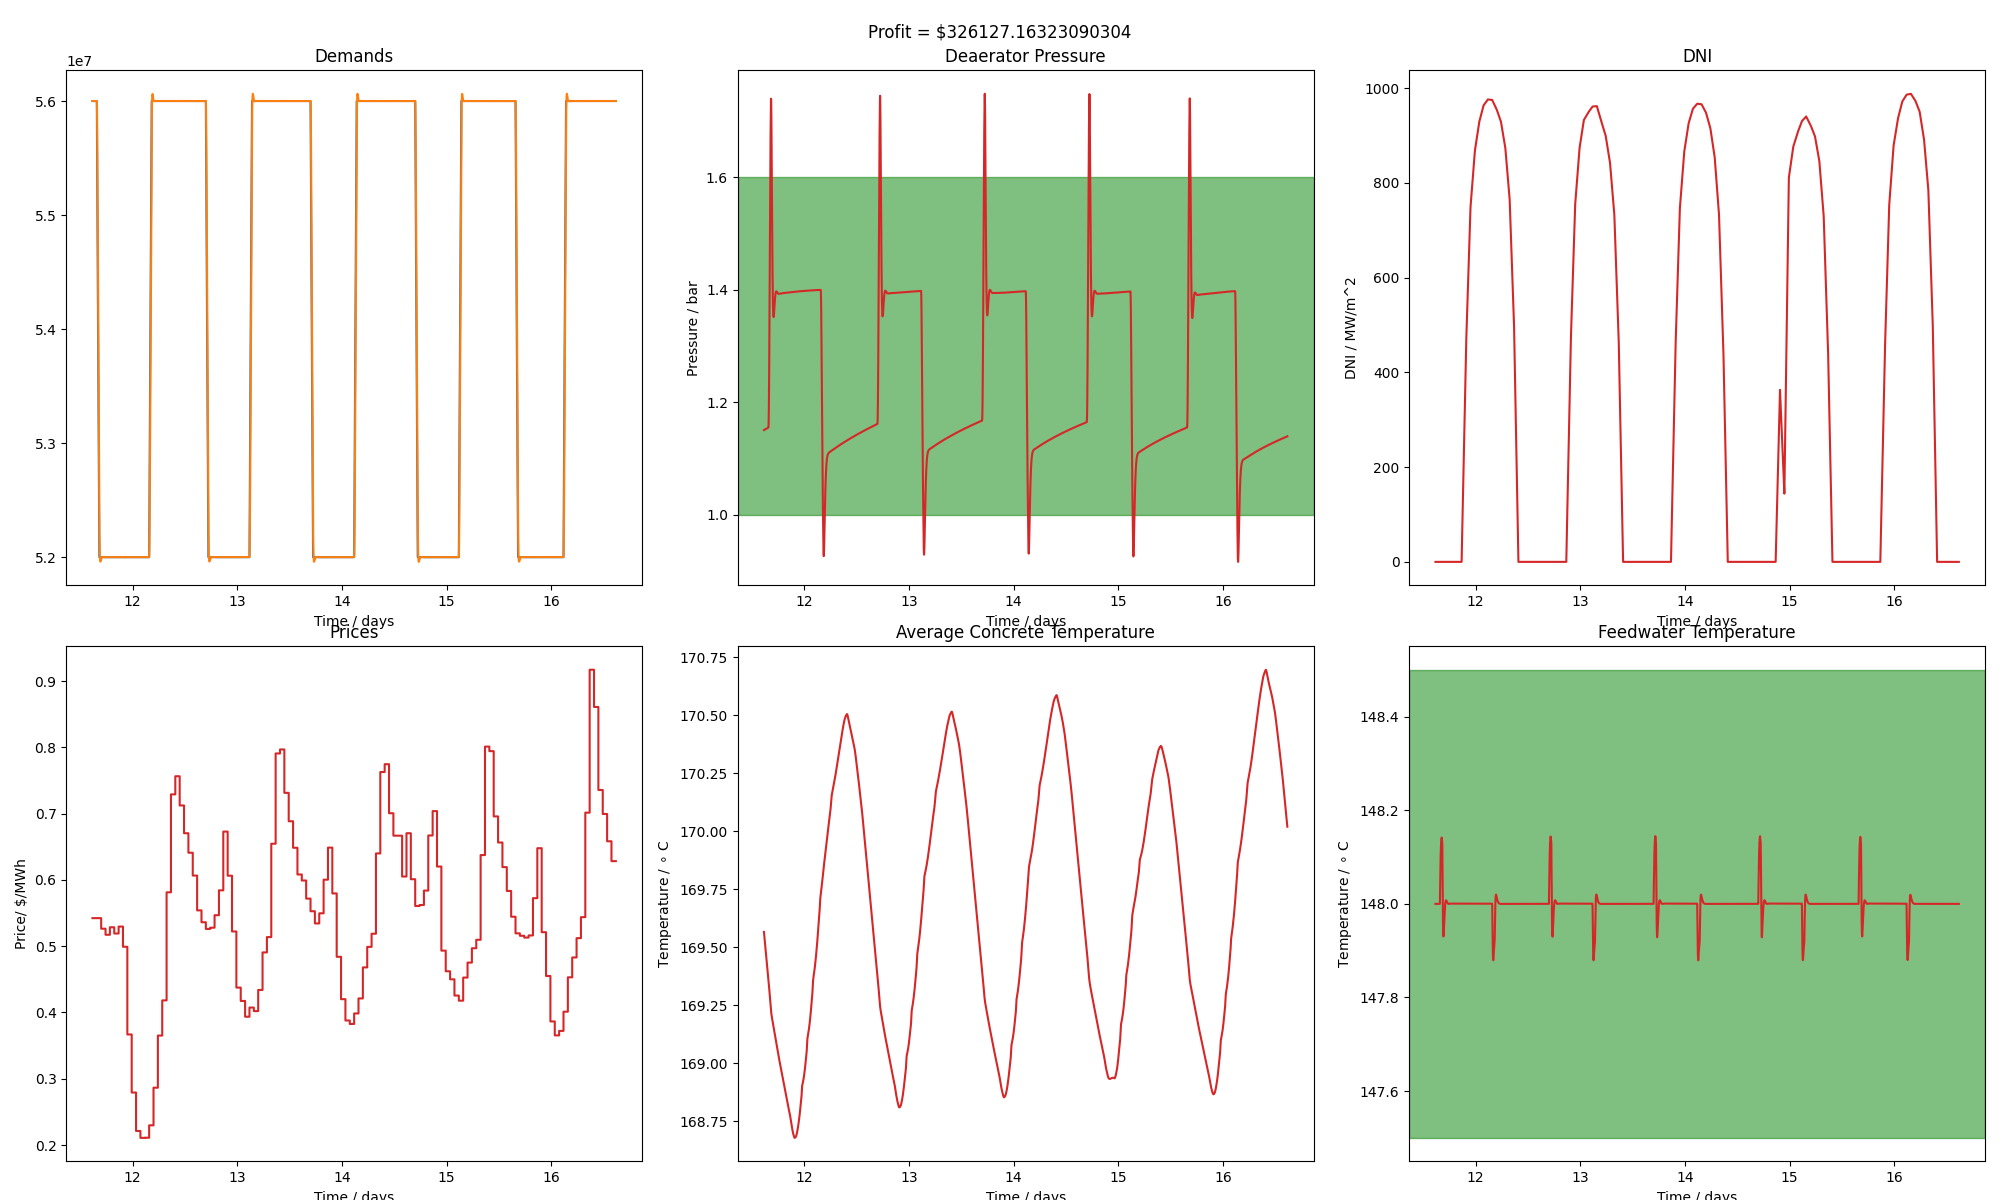 Profit = $326127.16323090304
Demands
1e7
5.6
5.5
5.4
5.3
5.2
12 13 14 15 16
Time / days
Deaerator Pressure
Pressure / bar
1.6
1.4
1.2
1.0
12 13 14 15 16
Time / days
DNI
DNI / MW/m^2
1000
800
600
400
200
0
12 13 14 15 16
Time / days
Prices
Price/ $/MWh
0.9
0.8
0.7
0.6
0.5
0.4
0.3
0.2
12 13 14 15 16
Time / days
Average Concrete Temperature
Temperature / ∘ C
170.75
170.50
170.25
170.00
169.75
169.50
169.25
169.00
168.75
12 13 14 15 16
Time / days
Feedwater Temperature
Temperature / ∘ C
148.4
148.2
148.0
147.8
147.6
12 13 14 15 16
Time / days